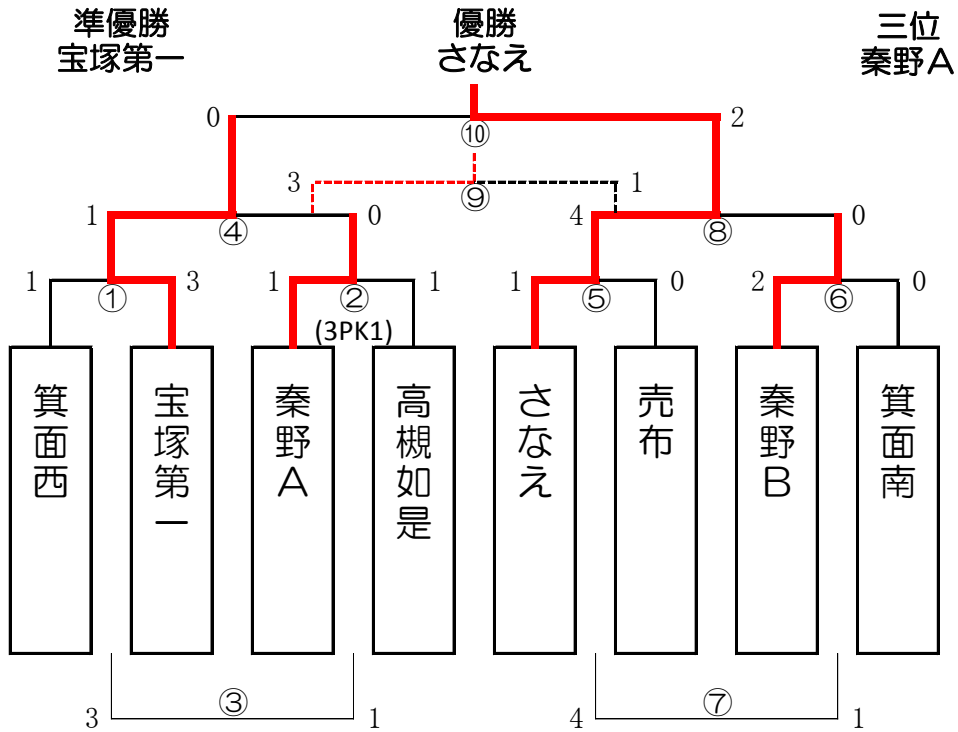 準優勝
宝塚第一
優勝
さなえ
三位
秦野A
0
⑩
2
3
⑨
1
1
④
0
4
⑧
0
1
①
3
1
②
1
(3PK1)
1
⑤
0
2
⑥
0
箕面西
宝塚第一
秦野A
高槻如是
さなえ
売布
秦野B
箕面南
3
③
1
4
⑦
1